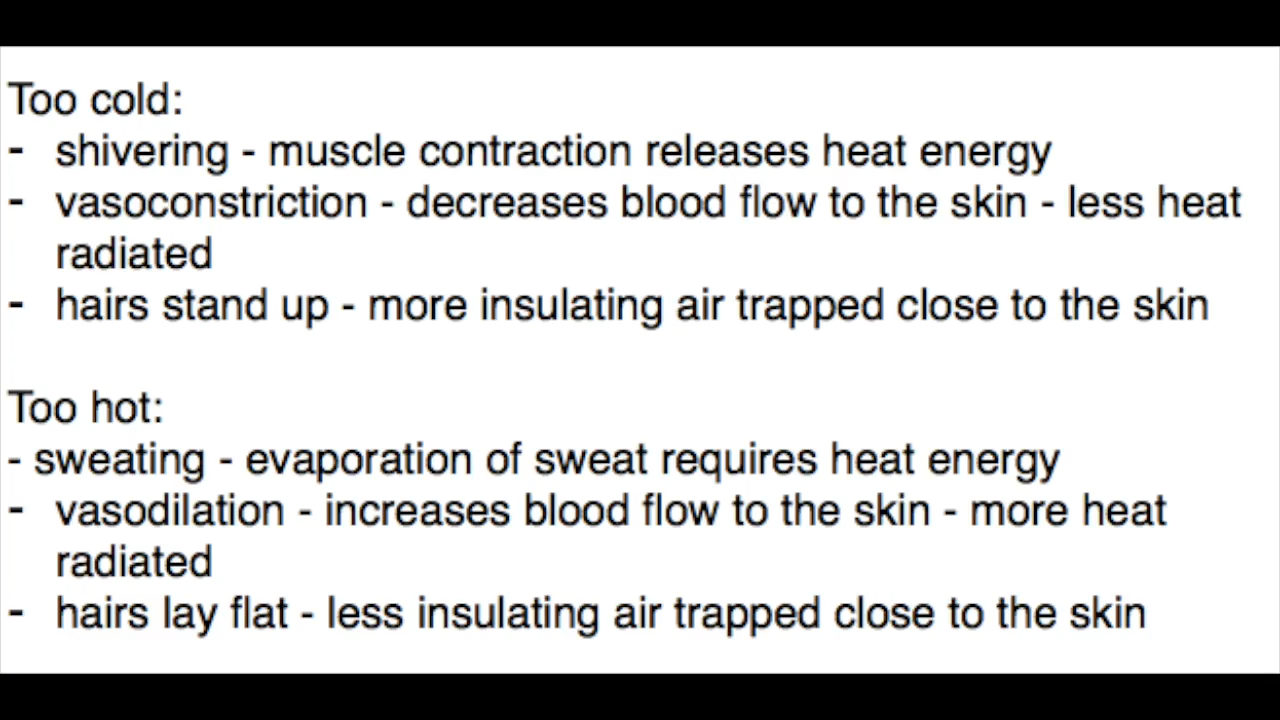 Too cold:
- shivering - muscle contraction releases heat energy
- vasoconstriction - decreases blood flow to the skin - less heat
radiated
- hairs stand up - more insulating air trapped close to the skin
Too hot:
- sweating - evaporation of sweat requires heat energy
- vasodilation - increases blood flow to the skin - more heat
radiated
- hairs lay flat - less insulating air trapped close to the skin